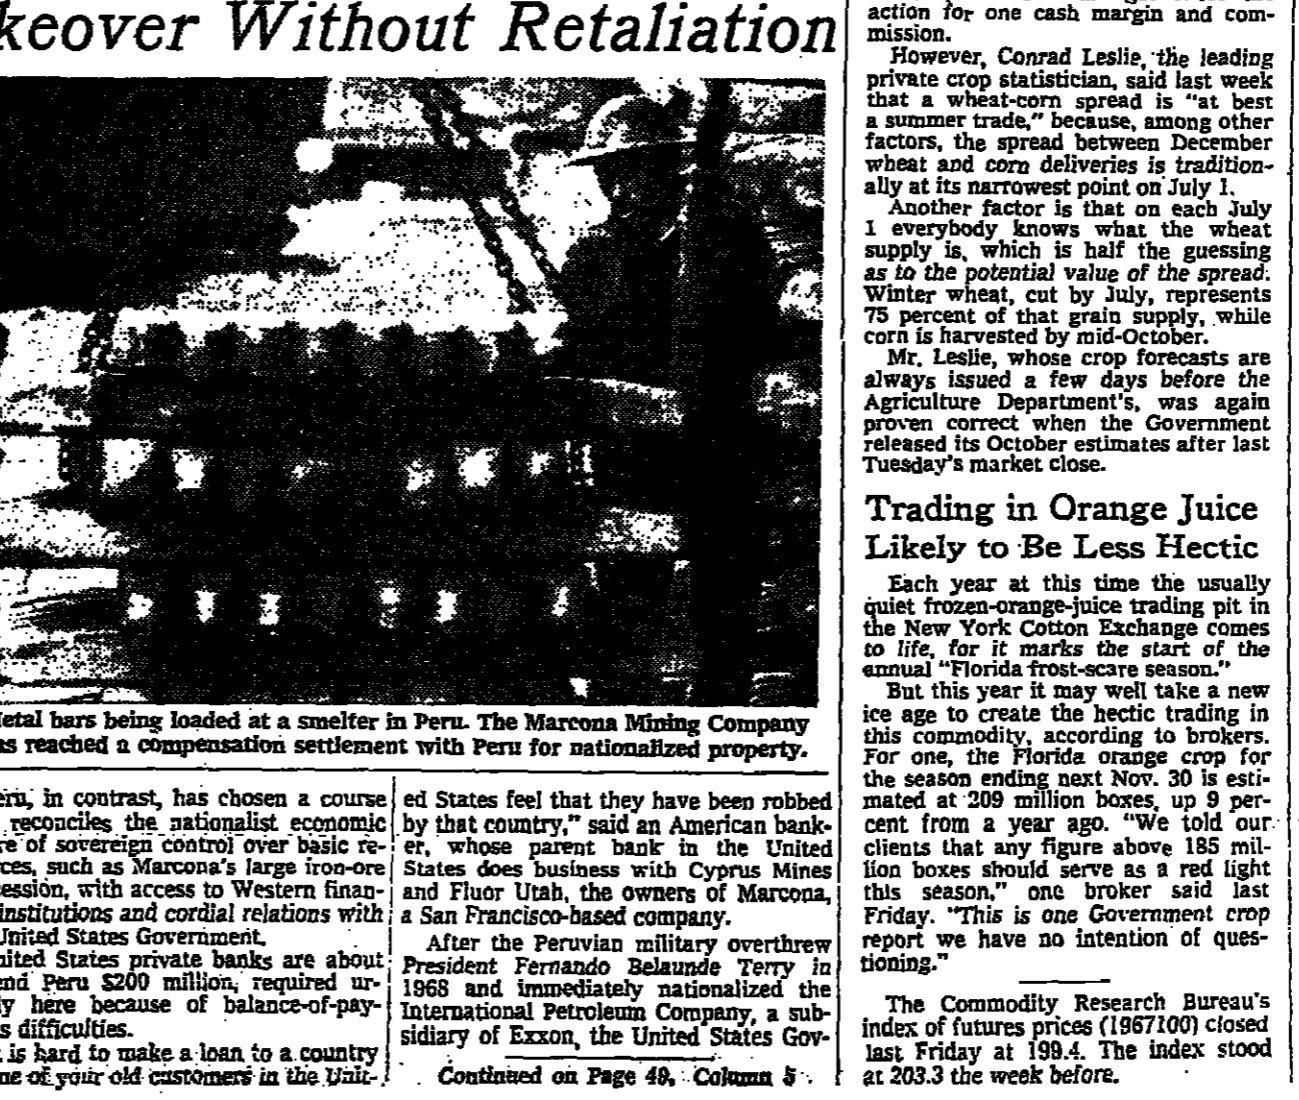 keover Without Retaliation
etal bars being loaded at a smelter in Peru. The Marcona Mining Company
as reached a compensation settlement with Peru for nationalized property.
eru, in contrast, has chosen a course
reconciles the nationalist economic
re of sovereign control over basic re-
rces, such as Marcona's large iron-ore
ession, with access to Western finan-
institutions and cordial relations with
United States Government.
nited States private banks are about
end Peru $200 million, required ur-
ly here because of balance-of-pay-
s difficulties.
is hard to make a loan to a country
ne of your old customers in the Unit-
ed States feel that they have been robbed
by that country," said an American bank-
er, whose parent bank in the United
States does business with Cyprus Mines
and Fluor Utah, the owners of Marcona,
a San Francisco-based company.
After the Peruvian military overthrew
President Fernando Belaunde Terry in
1968 and immediately nationalized the
International Petroleum Company, a sub-
sidiary of Exxon, the United States Gov-
Continued on Page 49, Column 5
action for one cash margin and com-
mission.
However, Conrad Leslie, the leading
private crop statistician, said last week
that a wheat-corn spread is "at best
a summer trade," because, among other
factors, the spread between December
wheat and corn deliveries is tradition-
ally at its narrowest point on July 1.
Another factor is that on each July
1 everybody knows what the wheat
supply is, which is half the guessing
as to the potential value of the spread.
Winter wheat, cut by July, represents
75 percent of that grain supply, while
corn is harvested by mid-October.
Mr. Leslie, whose crop forecasts are
always issued a few days before the
Agriculture Department's, was again
proven correct when the Government
released its October estimates after last
Tuesday's market close.
Trading in Orange Juice
Likely to Be Less Hectic
Each year at this time the usually
quiet frozen-orange-juice trading pit in
the New York Cotton Exchange comes
to life, for it marks the start of the
annual "Florida frost-scare season."
But this year it may well take a new
ice age to create the hectic trading in
this commodity, according to brokers.
For one, the Florida orange crop for
the season ending next Nov. 30 is esti-
mated at 209 million boxes, up 9 per-
cent from a year ago. "We told our
clients that any figure above 185 mil-
lion boxes should serve as a red light
this season," one broker said last
Friday. "This is one Government crop
report we have no intention of ques-
tioning."
The Commodity Research Bureau's
index of futures prices (1967100) closed
last Friday at 199.4. The index stood
at 203.3 the week before.